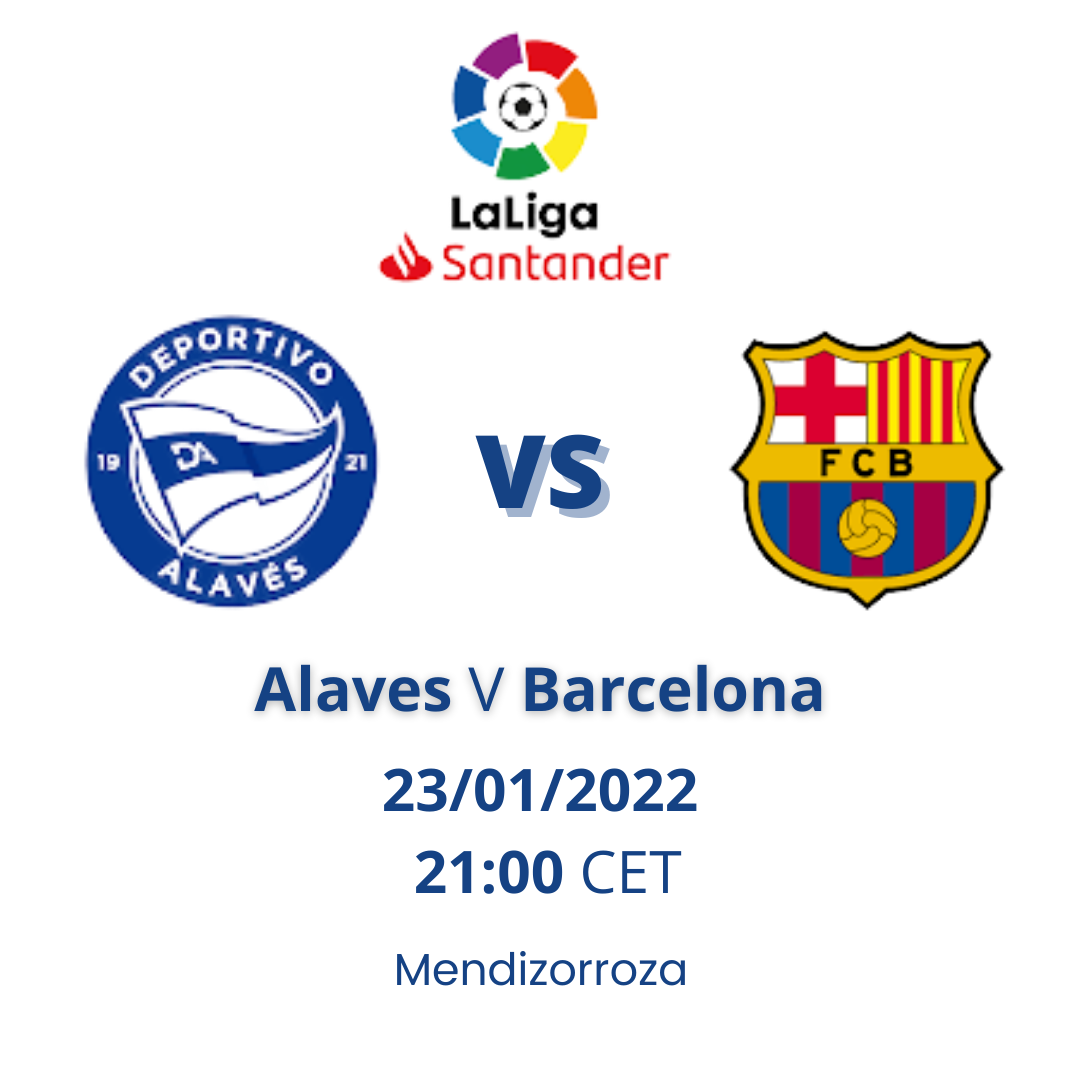 LaLiga
Santander
DEPORTIVO
19 DA 21
ALAVÉS
VS
FCB
Alaves V Barcelona
23/01/2022
21:00 CET
Mendizorroza